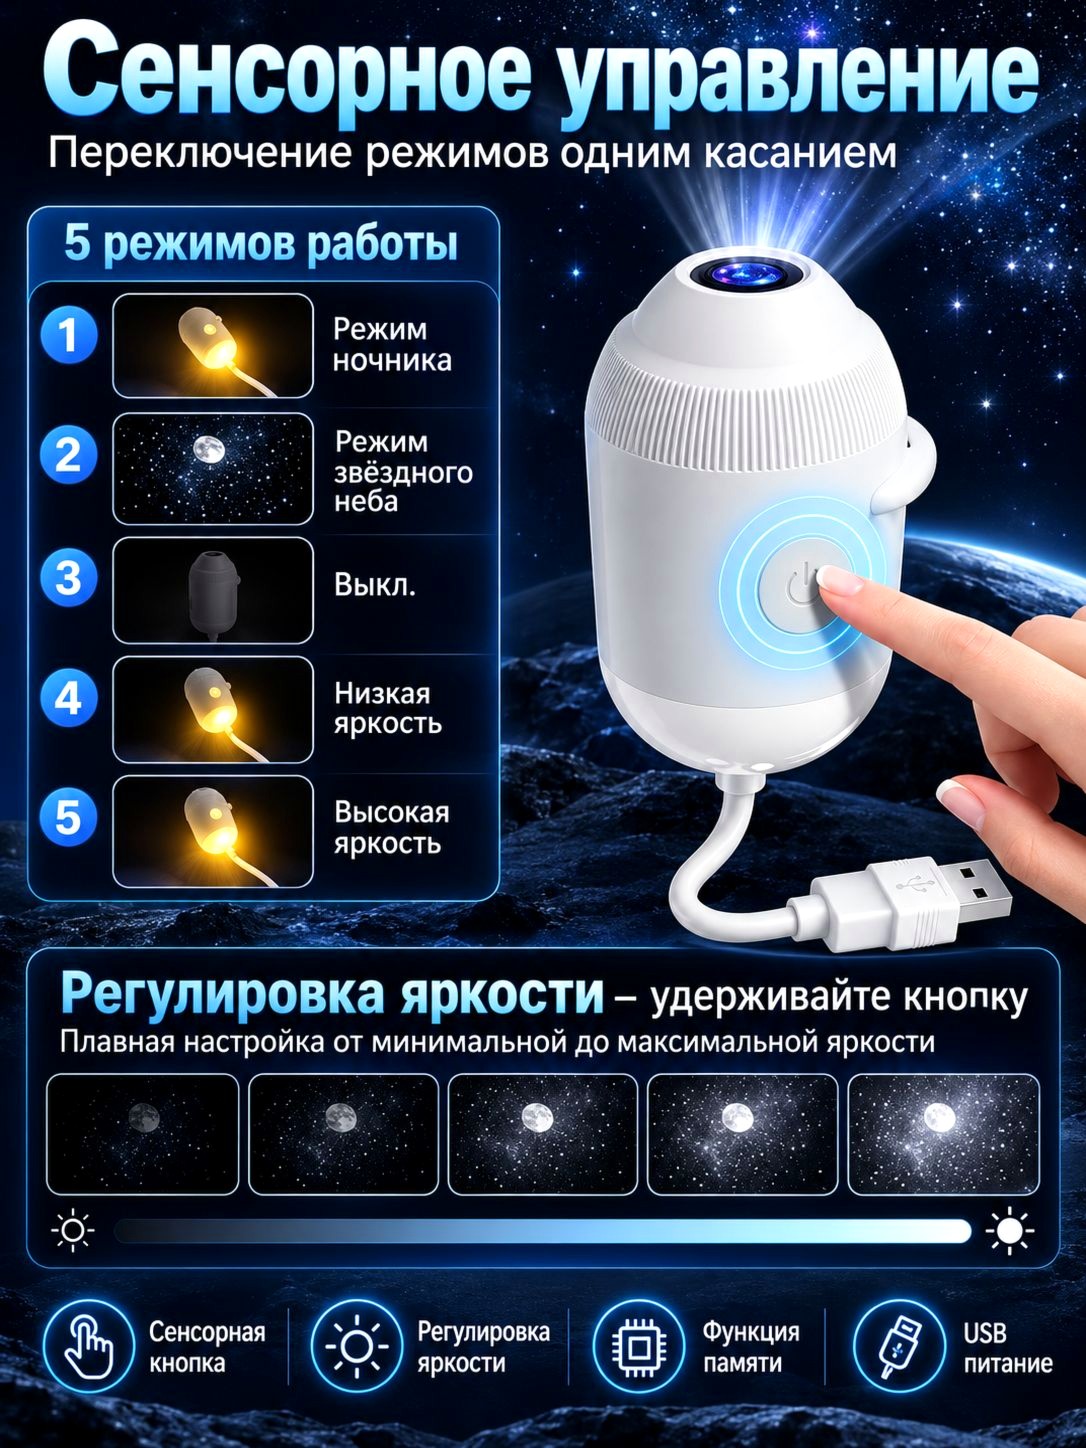 Сенсорное управление
Переключение режимов одним касанием
5 режимов работы
1
Режим
ночника
2
Режим
звёздного
неба
3
Выкл.
4
Низкая
яркость
5
Высокая
яркость
Регулировка яркости – удерживайте кнопку
Плавная настройка от минимальной до максимальной яркости
Сенсорная
кнопка
Регулировка
яркости
Функция
памяти
USB
питание